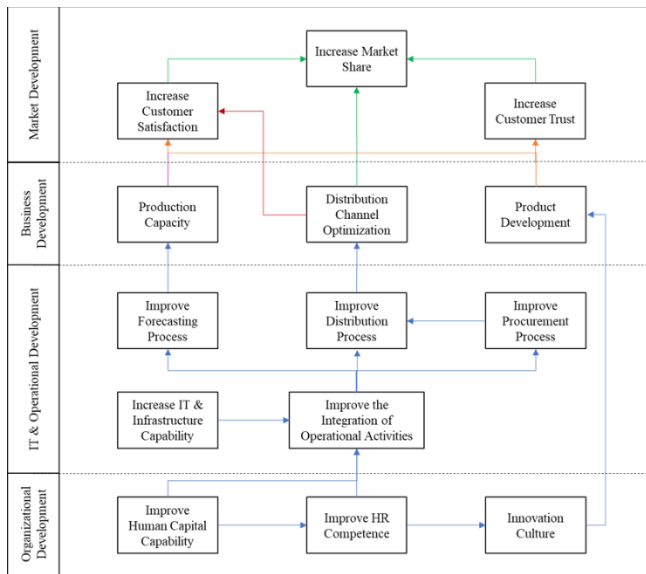 Market Development
Increase Market
Share
Increase
Customer
Satisfaction
Increase
Customer Trust
Business
Development
Production
Capacity
Distribution
Channel
Optimization
Product
Development
IT & Operational Development
Improve
Forecasting
Process
Improve
Distribution
Process
Improve
Procurement
Process
Increase IT &
Infrastructure
Capability
Improve the
Integration of
Operational Activities
Organizational
Development
Improve
Human Capital
Capability
Improve HR
Competence
Innovation
Culture